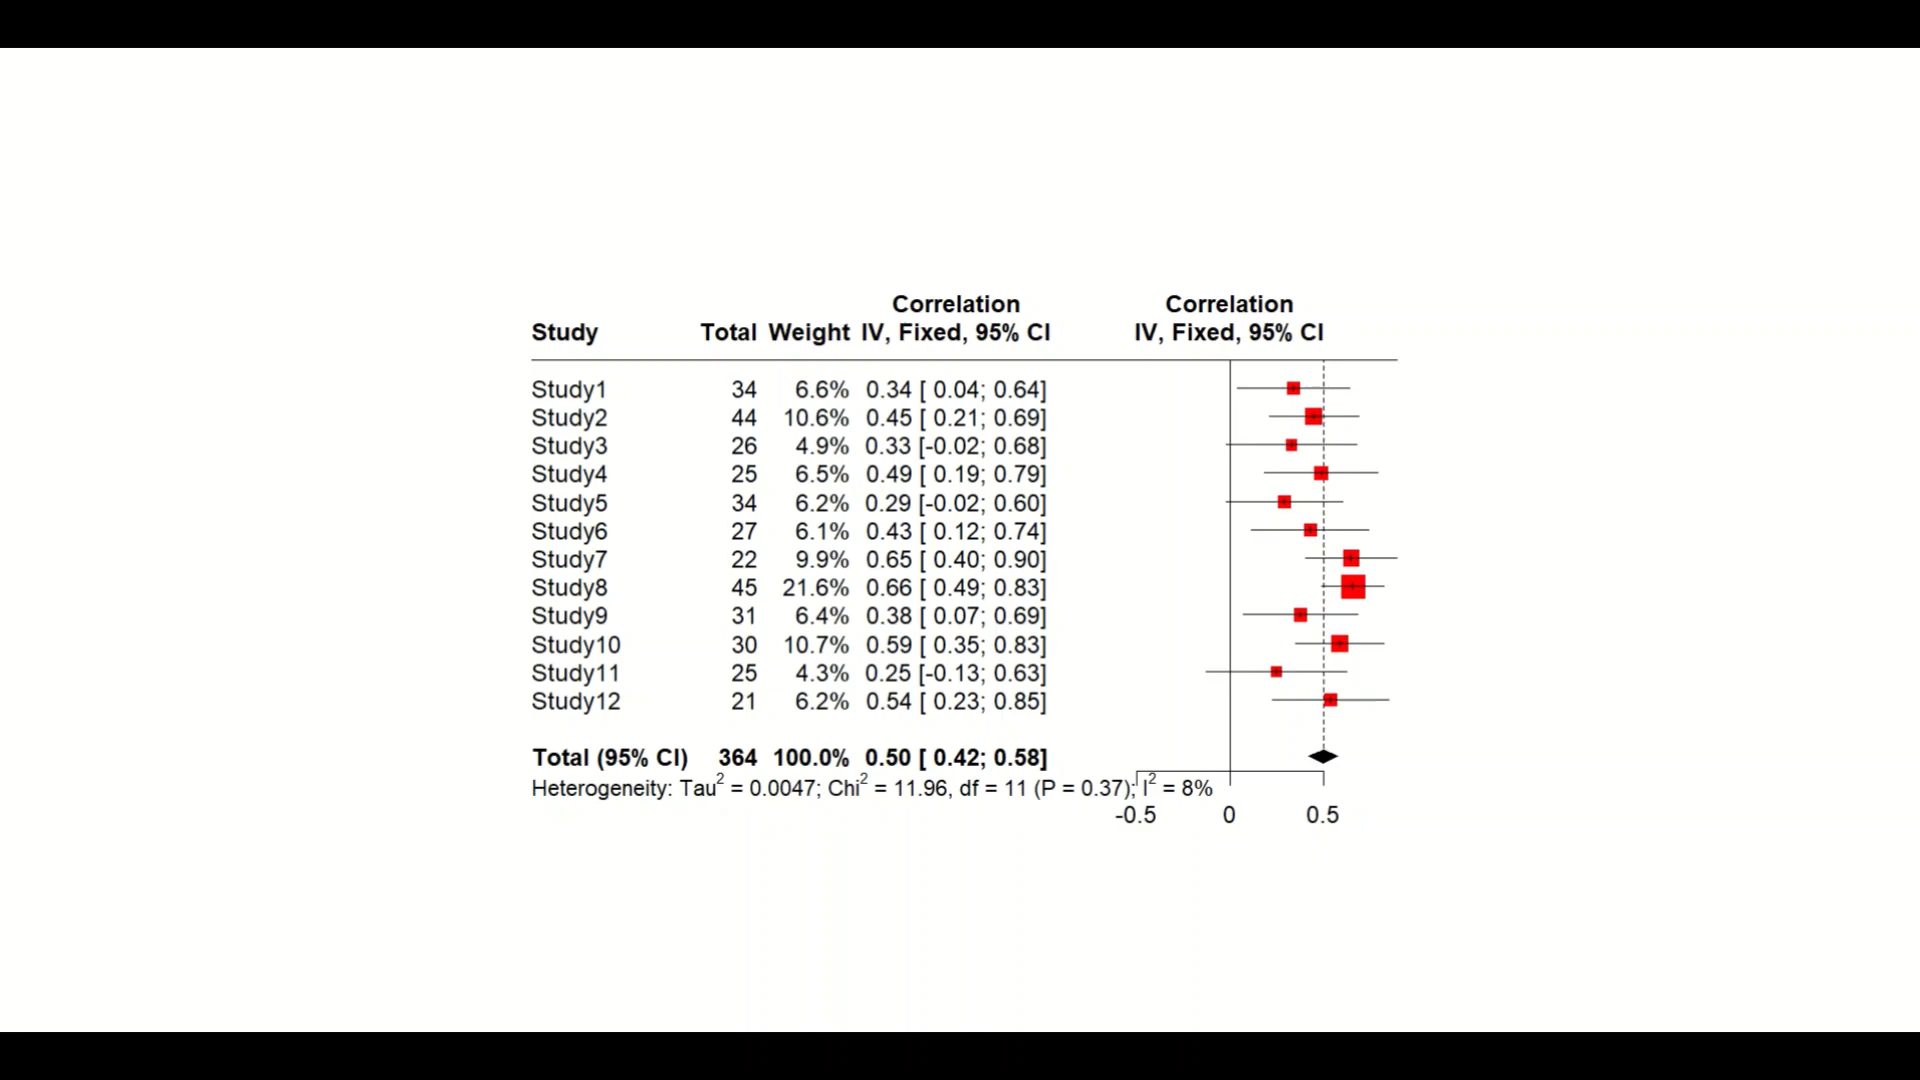 Correlation Correlation
Study Total Weight IV, Fixed, 95% CI IV, Fixed, 95% CI
Study1 34 6.6% 0.34 [ 0.04; 0.64]
Study2 44 10.6% 0.45 [ 0.21; 0.69]
Study3 26 4.9% 0.33 [-0.02; 0.68]
Study4 25 6.5% 0.49 [ 0.19; 0.79]
Study5 34 6.2% 0.29 [-0.02; 0.60]
Study6 27 6.1% 0.43 [ 0.12; 0.74]
Study7 22 9.9% 0.65 [ 0.40; 0.90]
Study8 45 21.6% 0.66 [ 0.49; 0.83]
Study9 31 6.4% 0.38 [ 0.07; 0.69]
Study10 30 10.7% 0.59 [ 0.35; 0.83]
Study11 25 4.3% 0.25 [-0.13; 0.63]
Study12 21 6.2% 0.54 [ 0.23; 0.85]
Total (95% CI) 364 100.0% 0.50 [ 0.42; 0.58]
Heterogeneity: Tau² = 0.0047; Chi² = 11.96, df = 11 (P = 0.37); I² = 8%
-0.5 0 0.5